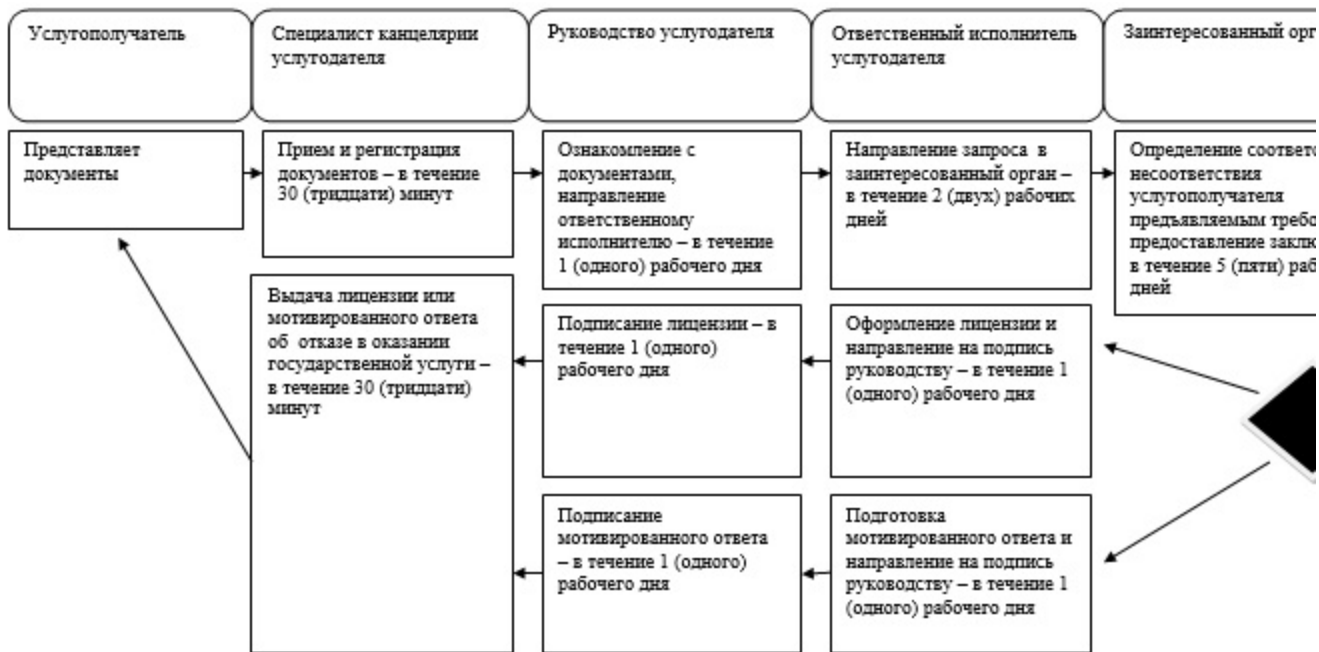 Услугополучатель
Специалист канцелярии
услугодателя
Руководство услугодателя
Ответственный исполнитель
услугодателя
Заинтересованный
Представляет
документы
Прием и регистрация
документов – в течение
30 (тридцати) минут
Ознакомление с
документами,
направление
ответственному
исполнителю – в течение
1 (одного) рабочего дня
Направление запроса в
заинтересованный орган –
в течение 2 (двух) рабочих
дней
Определение
несоответствия
услугополучателя
предъявляемым
предоставление
в течение 5 (пяти)
дней
Выдача лицензии или
мотивированного ответа
об отказе в оказании
государственной услуги –
в течение 30 (тридцати)
минут
Подписание лицензии – в
течение 1 (одного)
рабочего дня
Оформление лицензии и
направление на подпись
руководству – в течение 1
(одного) рабочего дня
Подписание
мотивированного ответа
– в течение 1 (одного)
рабочего дня
Подготовка
мотивированного ответа и
направление на подпись
руководству – в течение 1
(одного) рабочего дня